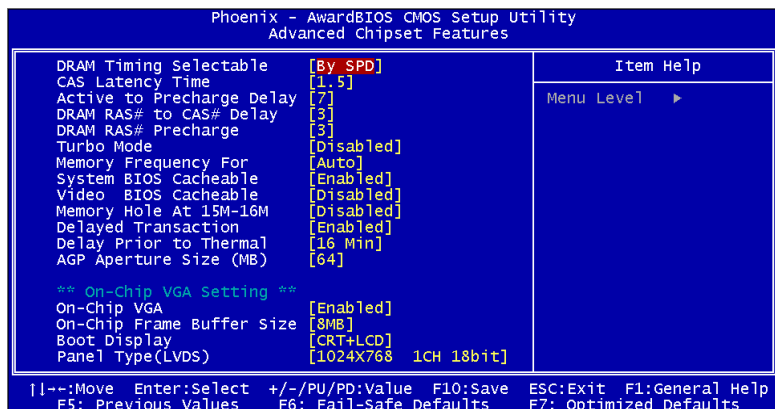 Phoenix - AwardBIOS CMOS Setup Utility
Advanced Chipset Features
DRAM Timing Selectable [By SPD] Item Help
CAS Latency Time [1.5]
Active to Precharge Delay [7] Menu Level ▶
DRAM RAS# to CAS# Delay [3]
DRAM RAS# Precharge [3]
Turbo Mode [Disabled]
Memory Frequency For [Auto]
System BIOS Cacheable [Enabled]
Video BIOS Cacheable [Disabled]
Memory Hole At 15M-16M [Disabled]
Delayed Transaction [Enabled]
Delay Prior to Thermal [16 Min]
AGP Aperture Size (MB) [64]
** On-Chip VGA Setting **
On-Chip VGA [Enabled]
On-Chip Frame Buffer Size [8MB]
Boot Display [CRT+LCD]
Panel Type(LVDS) [1024X768 1CH 18bit]
↑↓→←:Move Enter:Select +/-/PU/PD:Value F10:Save ESC:Exit F1:General Help
F5: Previous Values F6: Fail-Safe Defaults F7: Optimized Defaults